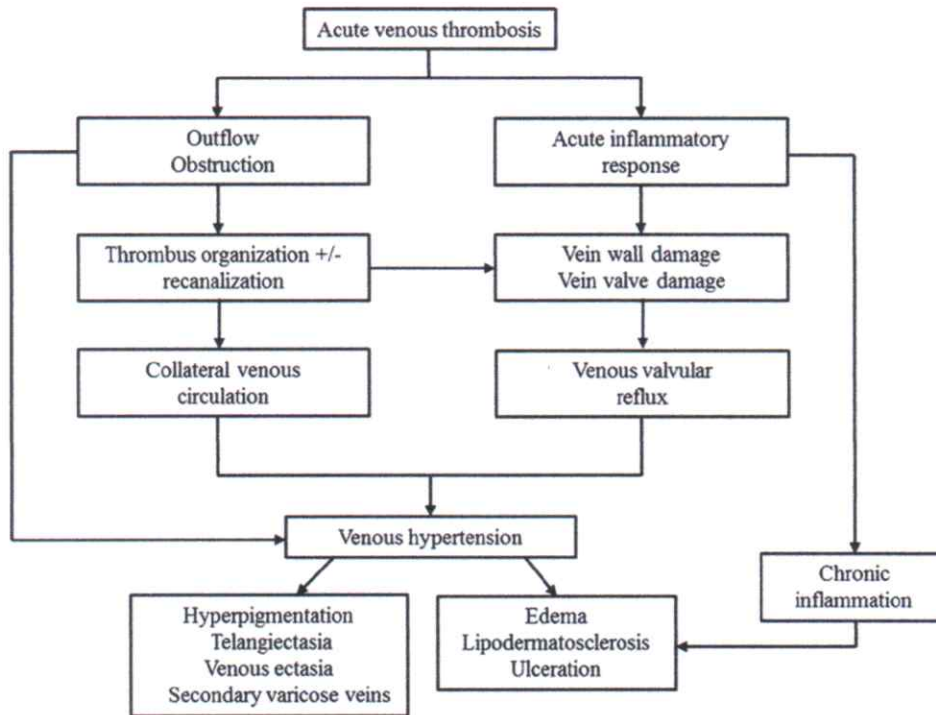 Acute venous thrombosis
Outflow
Obstruction
Acute inflammatory
response
Thrombus organization +/-
recanalization
Vein wall damage
Vein valve damage
Collateral venous
circulation
Venous valvular
reflux
Venous hypertension
Chronic
inflammation
Hyperpigmentation
Telangiectasia
Venous ectasia
Secondary varicose veins
Edema
Lipodermatosclerosis
Ulceration